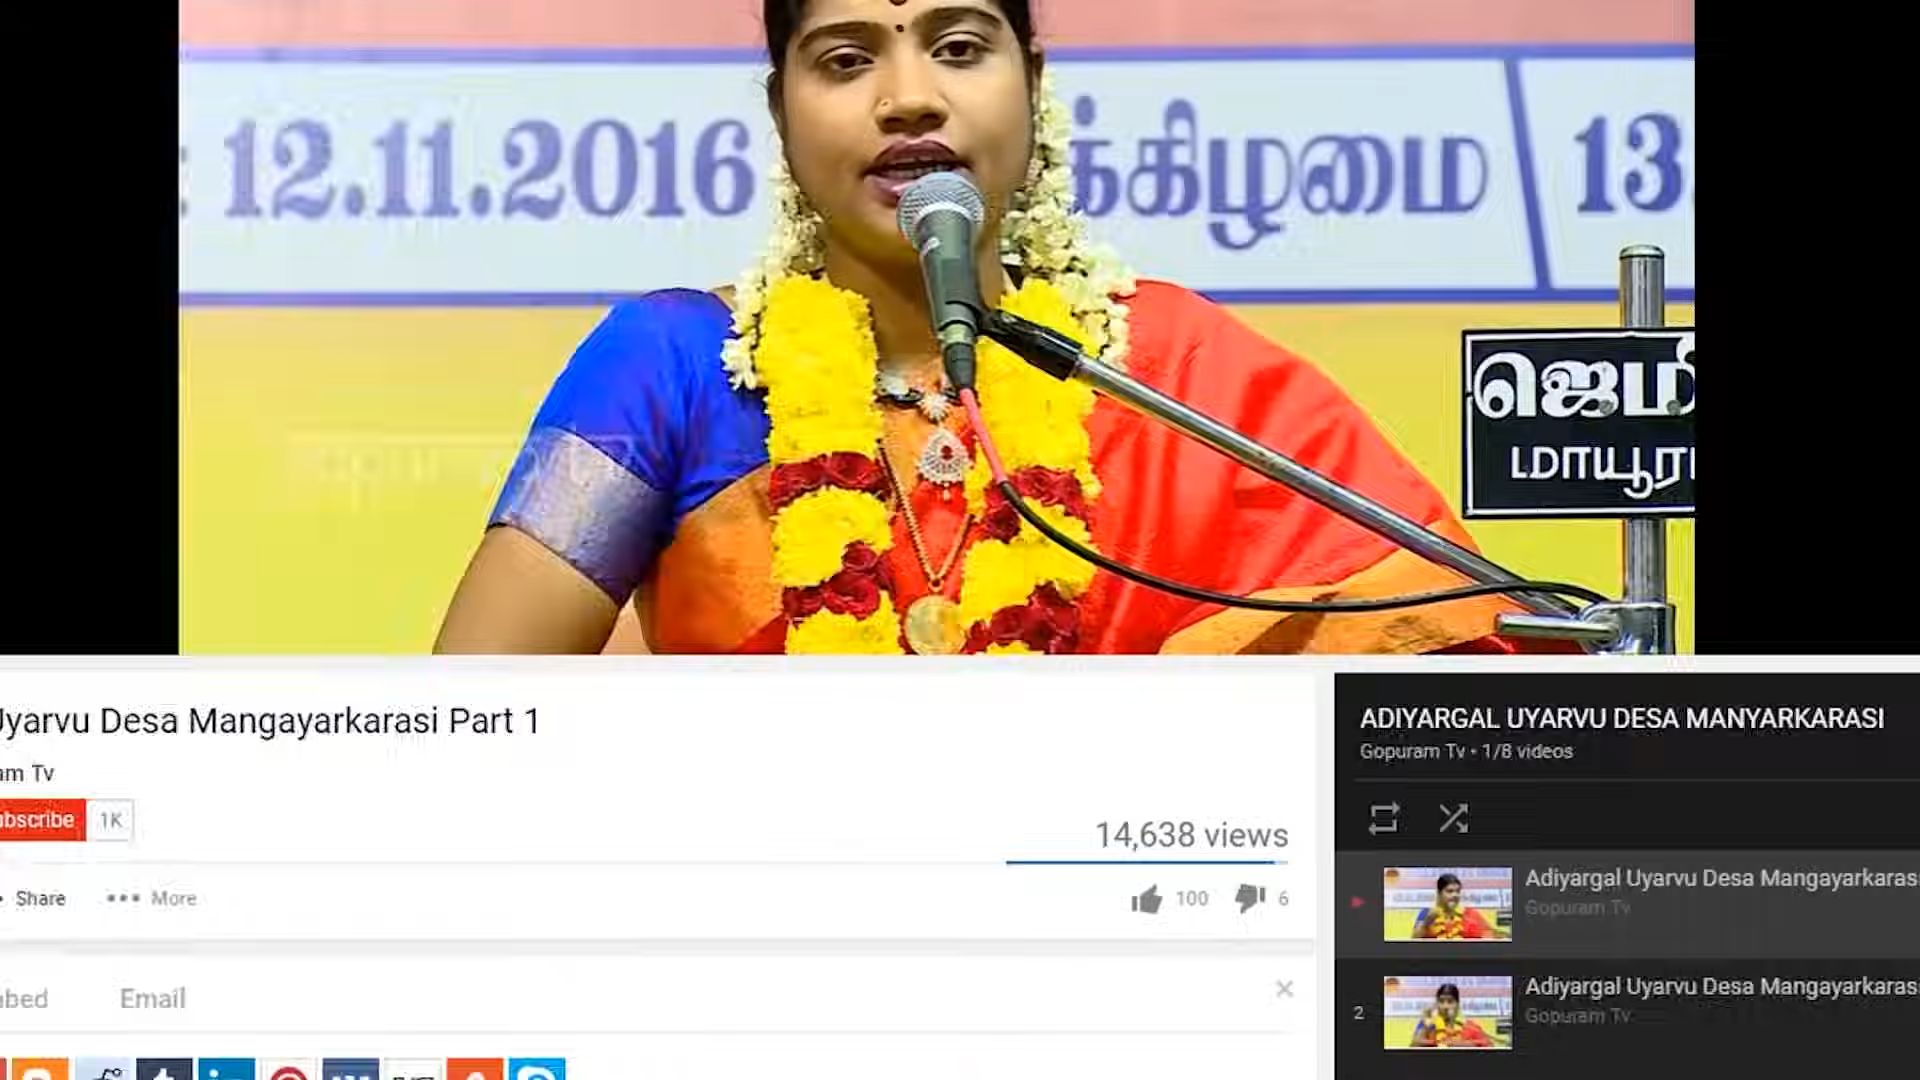 : 12.11.2016
க்கிழமை
13.
ஜெமி
மாயூர
Uyarvu Desa Mangayarkarasi Part 1
am Tv
ubscribe 1K
14,638 views
Share ••• More
100 6
bed Email ×
ADIYARGAL UYARVU DESA MANYARKARASI
Gopuram Tv • 1/8 videos
Adiyargal Uyarvu Desa Mangayarkaras
Gopuram Tv
2
Adiyargal Uyarvu Desa Mangayarkaras
Gopuram Tv